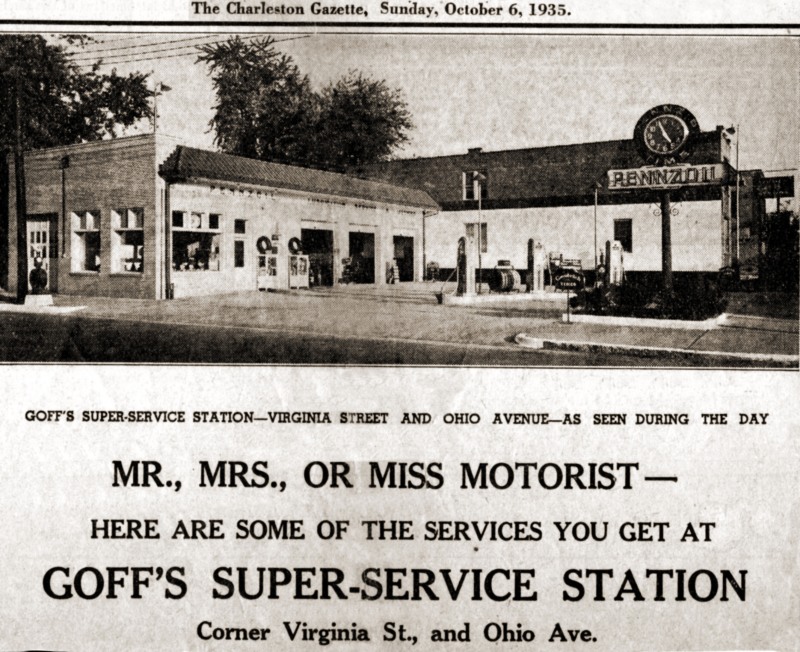 The Charleston Gazette, Sunday, October 6, 1935.
PENNZOIL
TIME
PENNZOIL
GOFF'S SUPER-SERVICE STATION—VIRGINIA STREET AND OHIO AVENUE—AS SEEN DURING THE DAY
MR., MRS., OR MISS MOTORIST—
HERE ARE SOME OF THE SERVICES YOU GET AT
GOFF'S SUPER-SERVICE STATION
Corner Virginia St., and Ohio Ave.